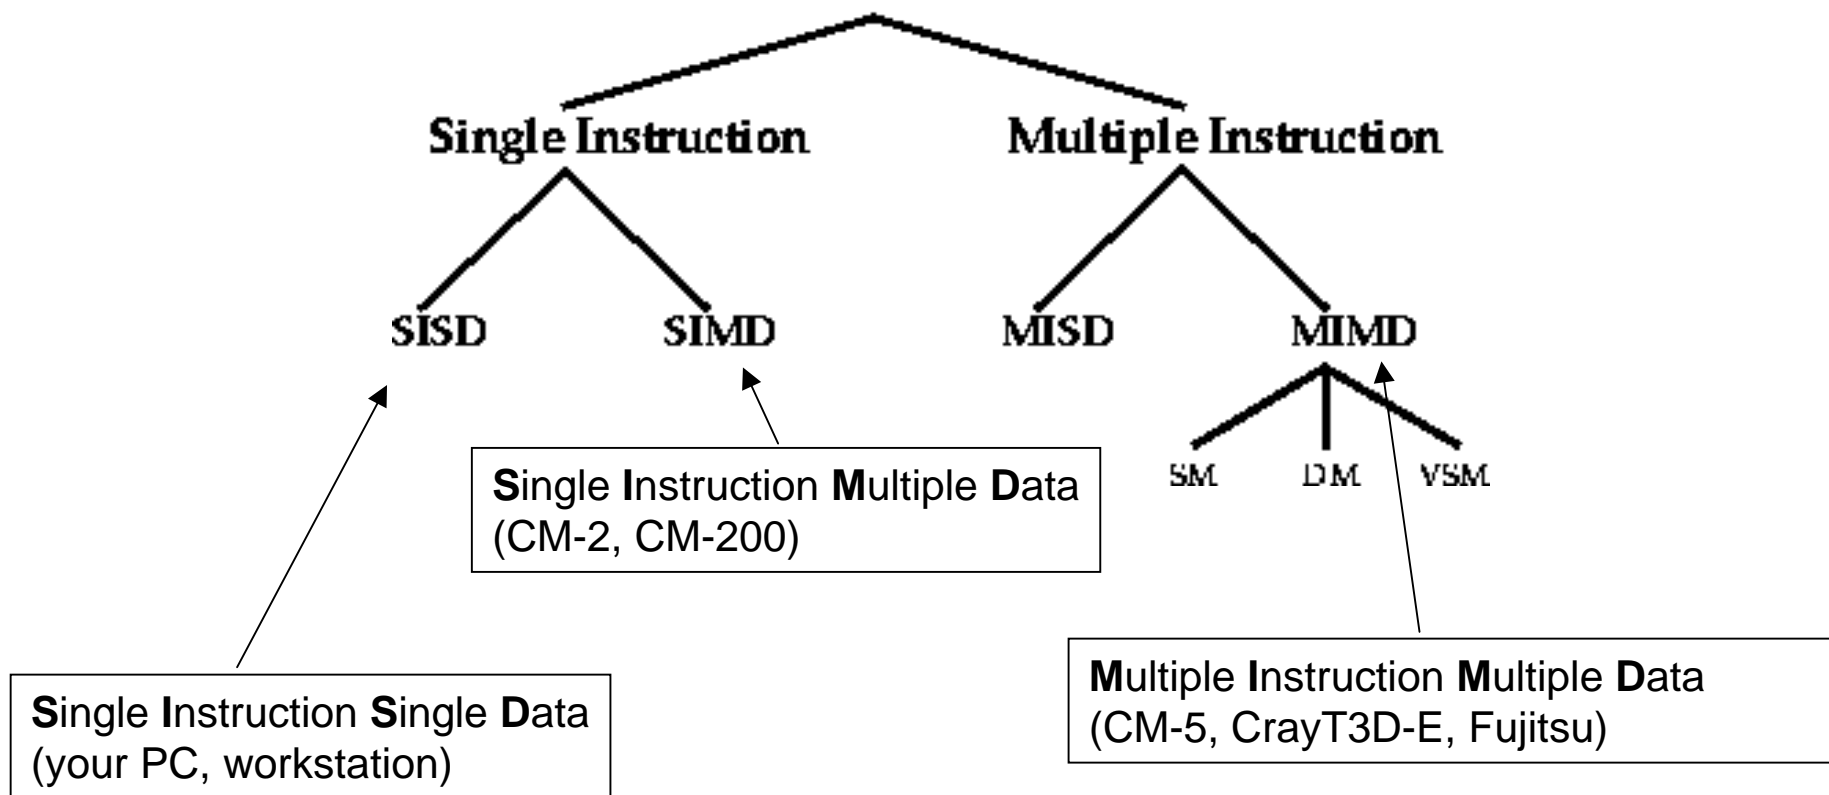 Single Instruction
Multiple Instruction
SISD
SIMD
MISD
MIMD
SM
DM
VSM
Single Instruction Multiple Data
(CM-2, CM-200)
Single Instruction Single Data
(your PC, workstation)
Multiple Instruction Multiple Data
(CM-5, CrayT3D-E, Fujitsu)